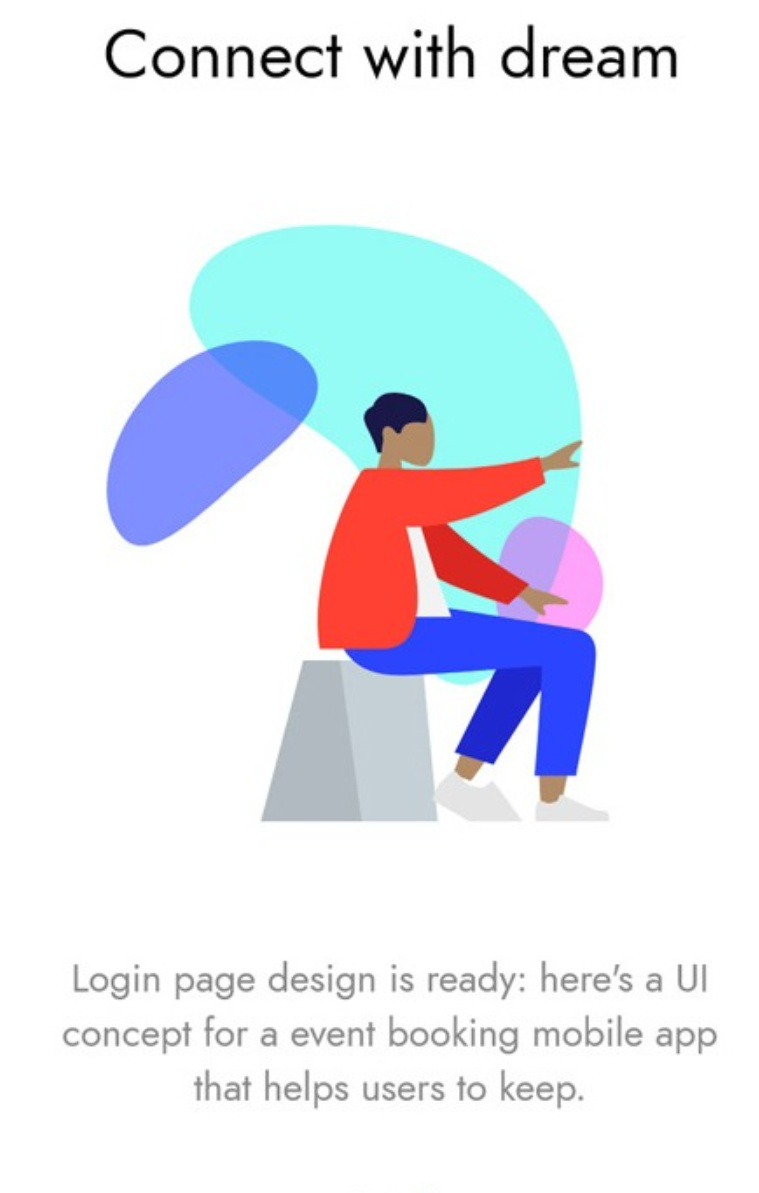 Connect with dream
Login page design is ready: here's a UI
concept for a event booking mobile app
that helps users to keep.